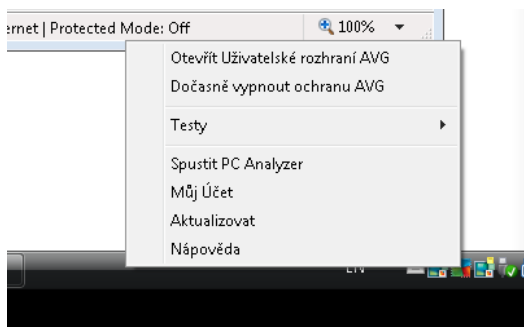 ernet | Protected Mode: Off 100%
Otevřít Uživatelské rozhraní AVG
Dočasně vypnout ochranu AVG
Testy
Spustit PC Analyzer
Můj Účet
Aktualizovat
Nápověda
EN